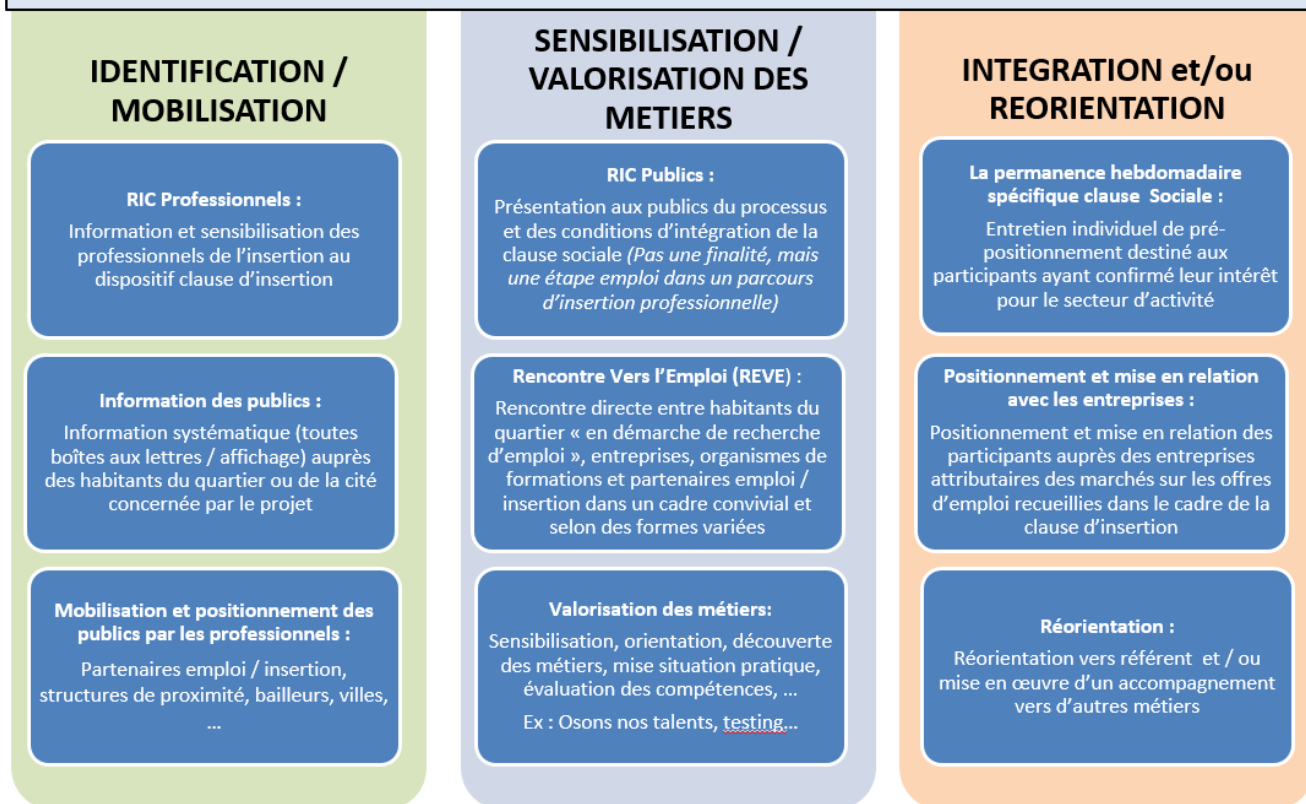 IDENTIFICATION /
MOBILISATION
RIC Professionnels :
Information et sensibilisation des
professionnels de l'insertion au
dispositif clause d'insertion
Information des publics :
Information systématique (toutes
boîtes aux lettres / affichage) auprès
des habitants du quartier ou de la cité
concernée par le projet
Mobilisation et positionnement des
publics par les professionnels :
Partenaires emploi / insertion,
structures de proximité, bailleurs, villes,
...
SENSIBILISATION /
VALORISATION DES
METIERS
RIC Publics :
Présentation aux publics du processus
et des conditions d'intégration de la
clause sociale (Pas une finalité, mais
une étape emploi dans un parcours
d'insertion professionnelle)
Rencontre Vers l'Emploi (REVE) :
Rencontre directe entre habitants du
quartier « en démarche de recherche
d'emploi », entreprises, organismes de
formations et partenaires emploi /
insertion dans un cadre convivial et
selon des formes variées
Valorisation des métiers:
Sensibilisation, orientation, découverte
des métiers, mise situation pratique,
évaluation des compétences, ...
Ex : Osons nos talents, testing...
INTEGRATION et/ou
REORIENTATION
La permanence hebdomadaire
spécifique clause Sociale :
Entretien individuel de pré-
positionnement destiné aux
participants ayant confirmé leur intérêt
pour le secteur d'activité
Positionnement et mise en relation
avec les entreprises :
Positionnement et mise en relation des
participants auprès des entreprises
attributaires des marchés sur les offres
d'emploi recueillies dans le cadre de la
clause d'insertion
Réorientation :
Réorientation vers référent et / ou
mise en œuvre d'un accompagnement
vers d'autres métiers